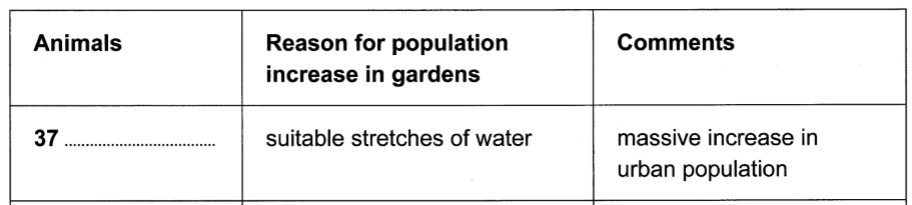 Animals
Reason for population
increase in gardens
Comments
37 ....................................
suitable stretches of water
massive increase in
urban population